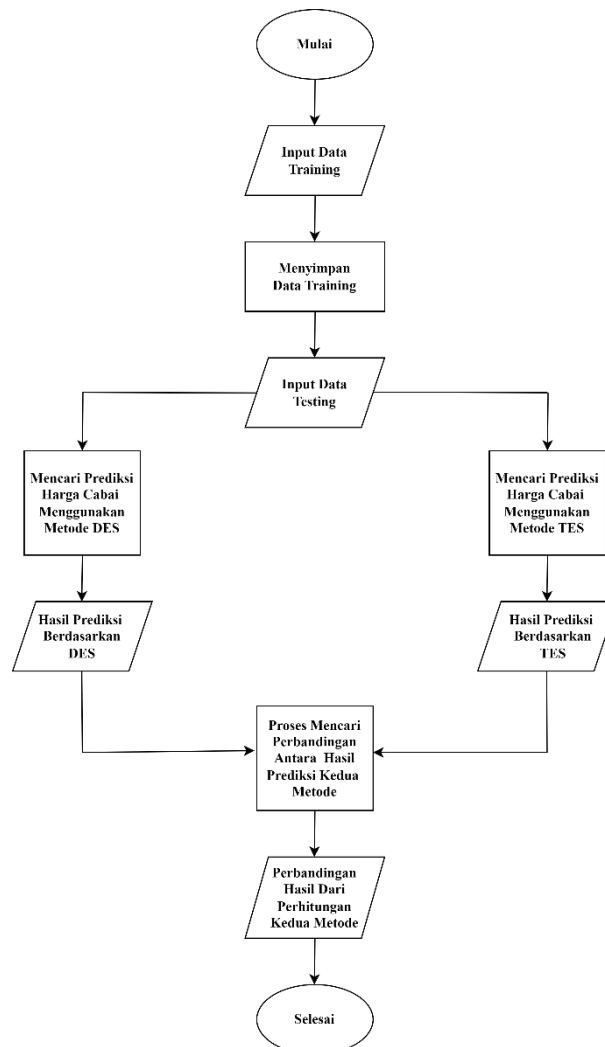 Mulai
Input Data
Training
Menyimpan
Data Training
Input Data
Testing
Mencari Prediksi
Harga Cabai
Menggunakan
Metode DES
Mencari Prediksi
Harga Cabai
Menggunakan
Metode TES
Hasil Prediksi
Berdasarkan
DES
Hasil Prediksi
Berdasarkan
TES
Proses Mencari
Perbandingan
Antara Hasil
Prediksi Kedua
Metode
Perbandingan
Hasil Dari
Perhitungan
Kedua Metode
Selesai